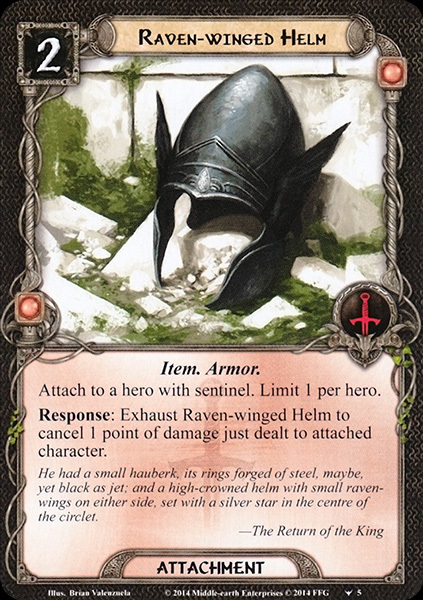 2
Raven-winged Helm
Item. Armor.
Attach to a hero with sentinel. Limit 1 per hero.
Response: Exhaust Raven-winged Helm to
cancel 1 point of damage just dealt to attached
character.
He had a small hauberk, its rings forged of steel, maybe,
yet black as jet; and a high-crowned helm with small raven-
wings on either side, set with a silver star in the centre of
the circlet.
—The Return of the King
Attachment
Illus. Brian Valenzuela © 2014 Middle-earth Enterprises © 2014 FFG 5